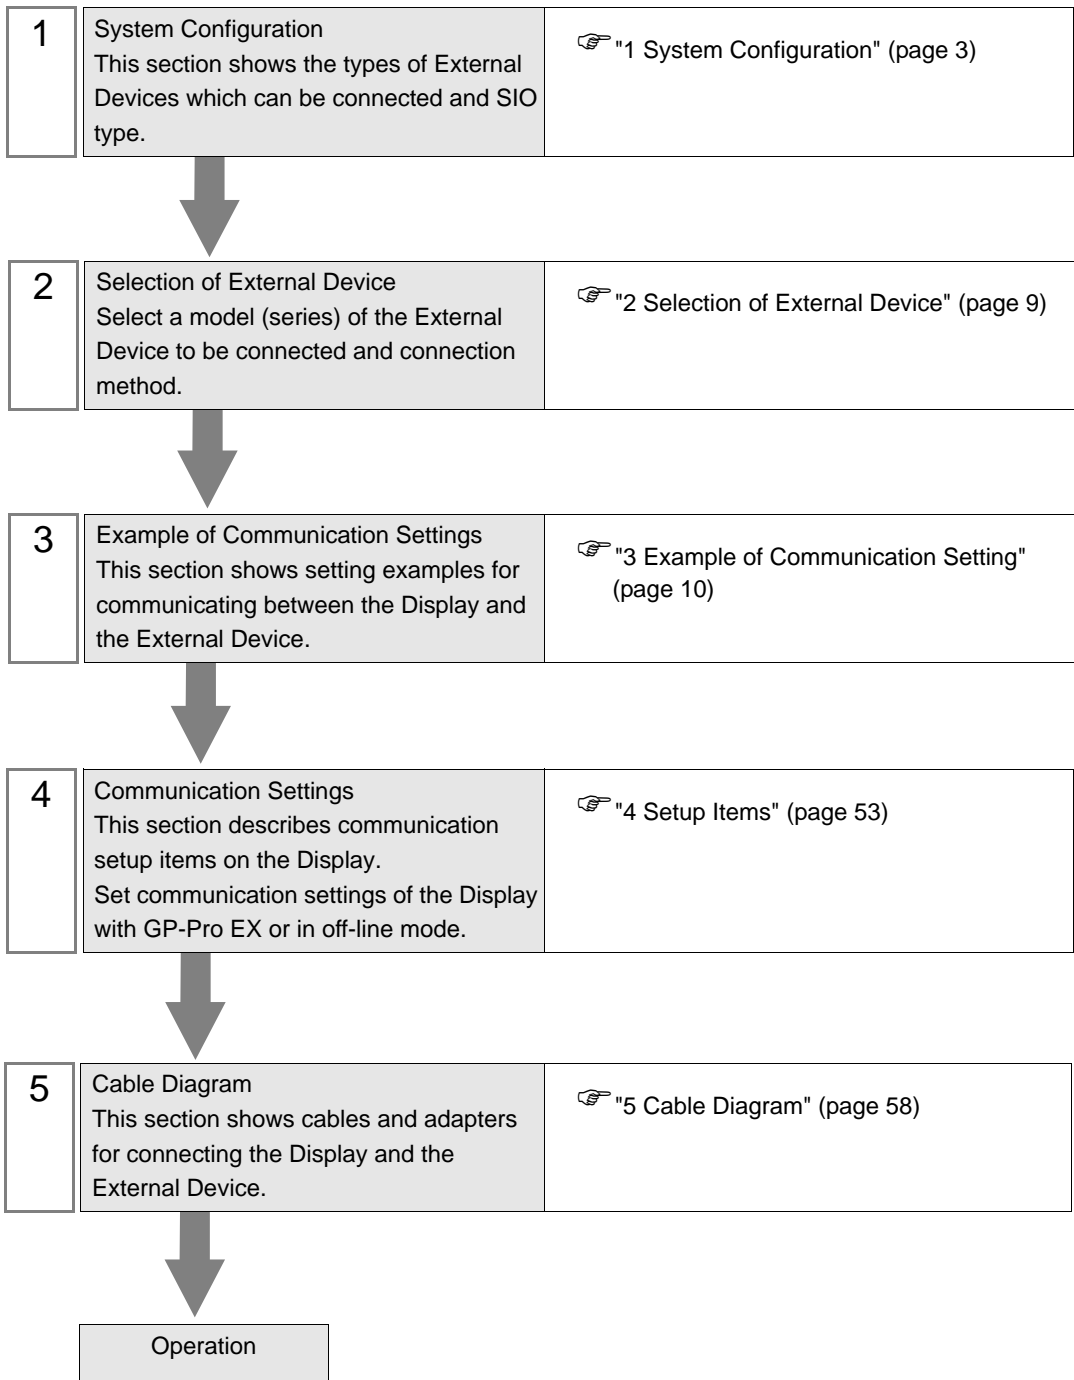 1
System Configuration
This section shows the types of External
Devices which can be connected and SIO
type.
"1 System Configuration" (page 3)
2
Selection of External Device
Select a model (series) of the External
Device to be connected and connection
method.
"2 Selection of External Device" (page 9)
3
Example of Communication Settings
This section shows setting examples for
communicating between the Display and
the External Device.
"3 Example of Communication Setting"
(page 10)
4
Communication Settings
This section describes communication
setup items on the Display.
Set communication settings of the Display
with GP-Pro EX or in off-line mode.
"4 Setup Items" (page 53)
5
Cable Diagram
This section shows cables and adapters
for connecting the Display and the
External Device.
"5 Cable Diagram" (page 58)
Operation